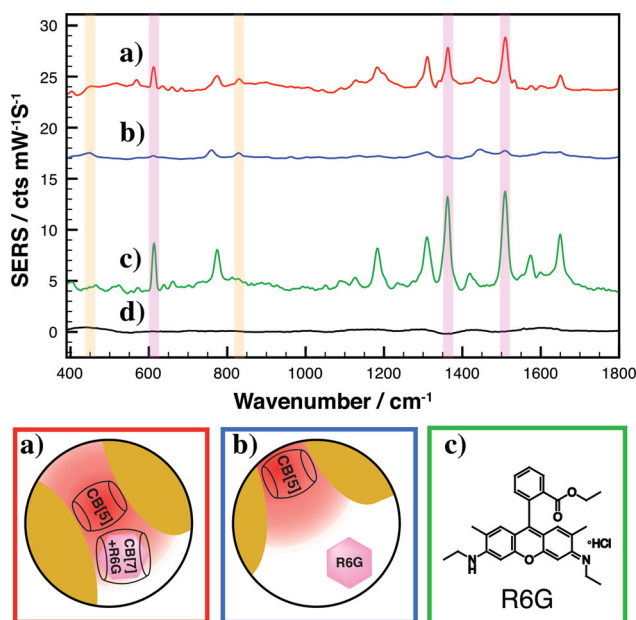 30
25
20
15
10
5
0
SERS / cts mW⁻¹S⁻¹
a)
b)
c)
d)
400 600 800 1000 1200 1400 1600 1800
Wavenumber / cm⁻¹
a)
CB[5]
CB[7]
+R6G
b)
CB[5]
R6G
c)
O
O
N
H
O
N
°HCl
R6G